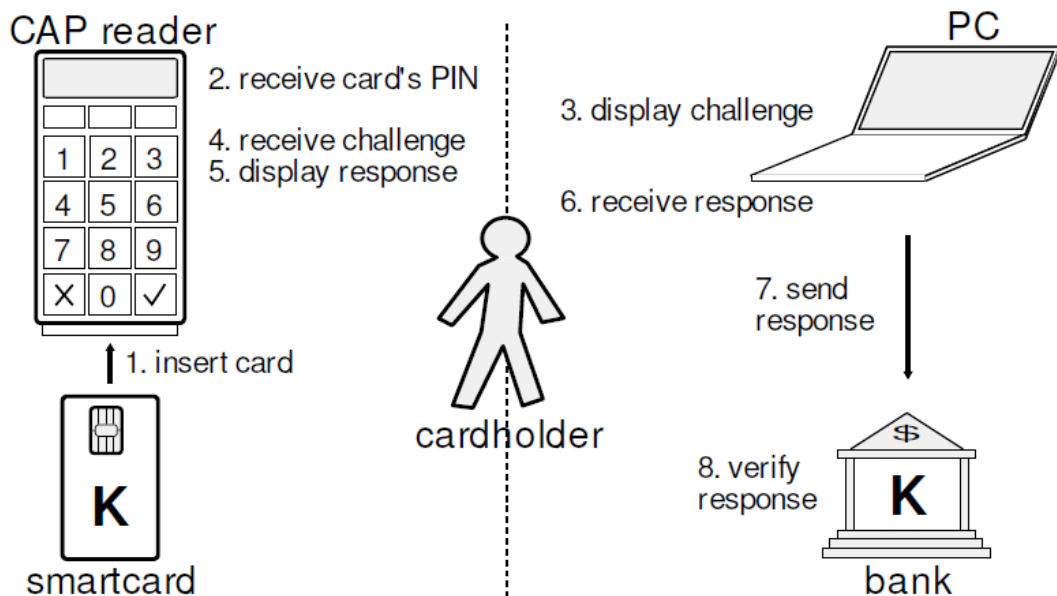 CAP reader
2. receive card's PIN
4. receive challenge
5. display response
1 2 3
4 5 6
7 8 9
X 0 ✓
1. insert card
K
smartcard
cardholder
PC
3. display challenge
6. receive response
7. send
response
$
8. verify
response
K
bank